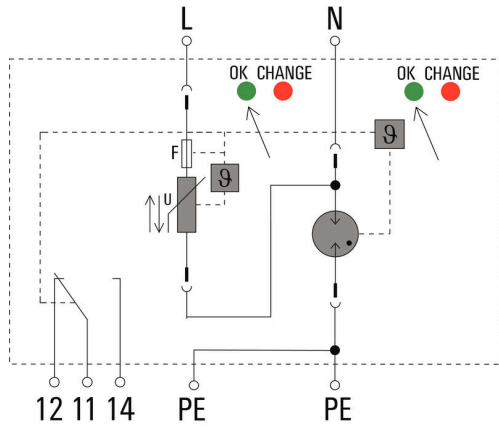 L N
OK CHANGE OK CHANGE
ϑ
F ϑ
U
12 11 14 PE PE